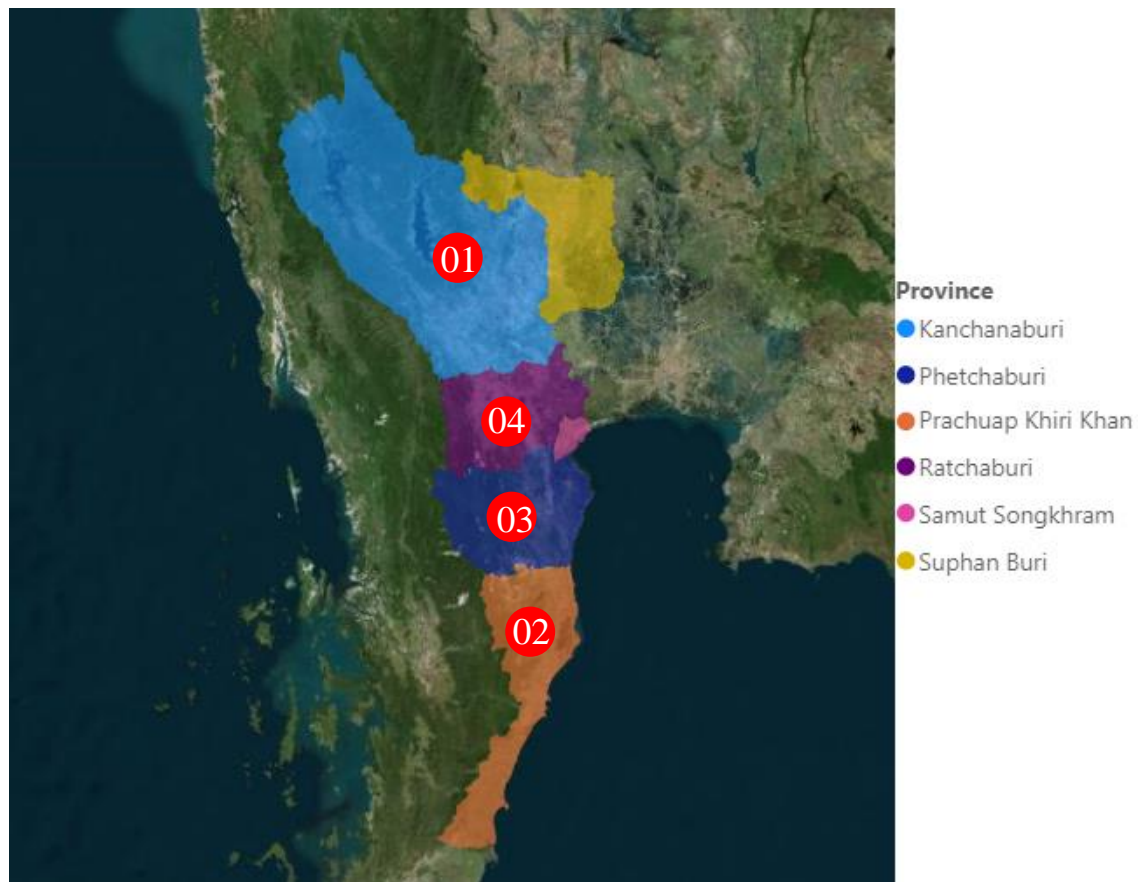 01
04
03
02
Province
Kanchanaburi
Phetchaburi
Prachuap Khiri Khan
Ratchaburi
Samut Songkhram
Suphan Buri